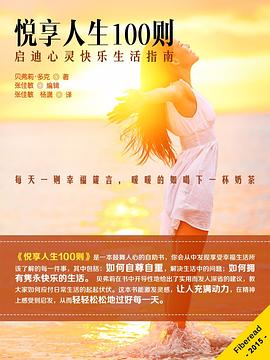 悦享人生100则
启迪心灵快乐生活指南
贝弗莉·多克 ◎ 著
张佳敏 ◎ 编辑
张佳敏 杨潇 ◎ 译
每天一则幸福箴言，暖暖的如喝下一杯奶茶
《悦享人生100则》是一本鼓舞人心的自助书，你会从中发现享受幸福生活所
该了解的每一件事，其中包括：如何自尊自重，解决生活中的问题；如何拥
有隽永快乐的生活。贝弗莉在书中开导性地给出了实用而发人深省的建议，教
大家如何应付日常生活的起起伏伏。这本书能激发灵感，让人充满动力，在精神
上感受到启发，从而轻轻松松地过好每一天。
Fiberead
- 2015 -